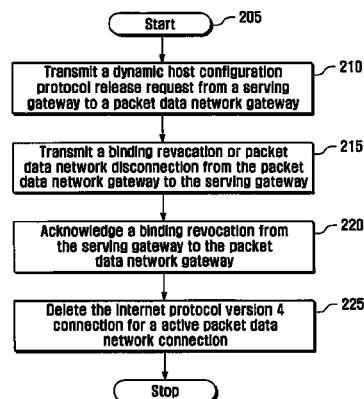 Start
205
Transmit a dynamic host configuration
protocol release request from a serving
gateway to a packet data network gateway
210
Transmit a binding revacation or packet
data network disconnection from the packet
data network gateway to the serving gateway
215
Acknowledge a binding revocation from
the serving gateway to the packet
data network gateway
220
Delete the internet protocol version 4
connection for a active packet data
network connection
225
Stop